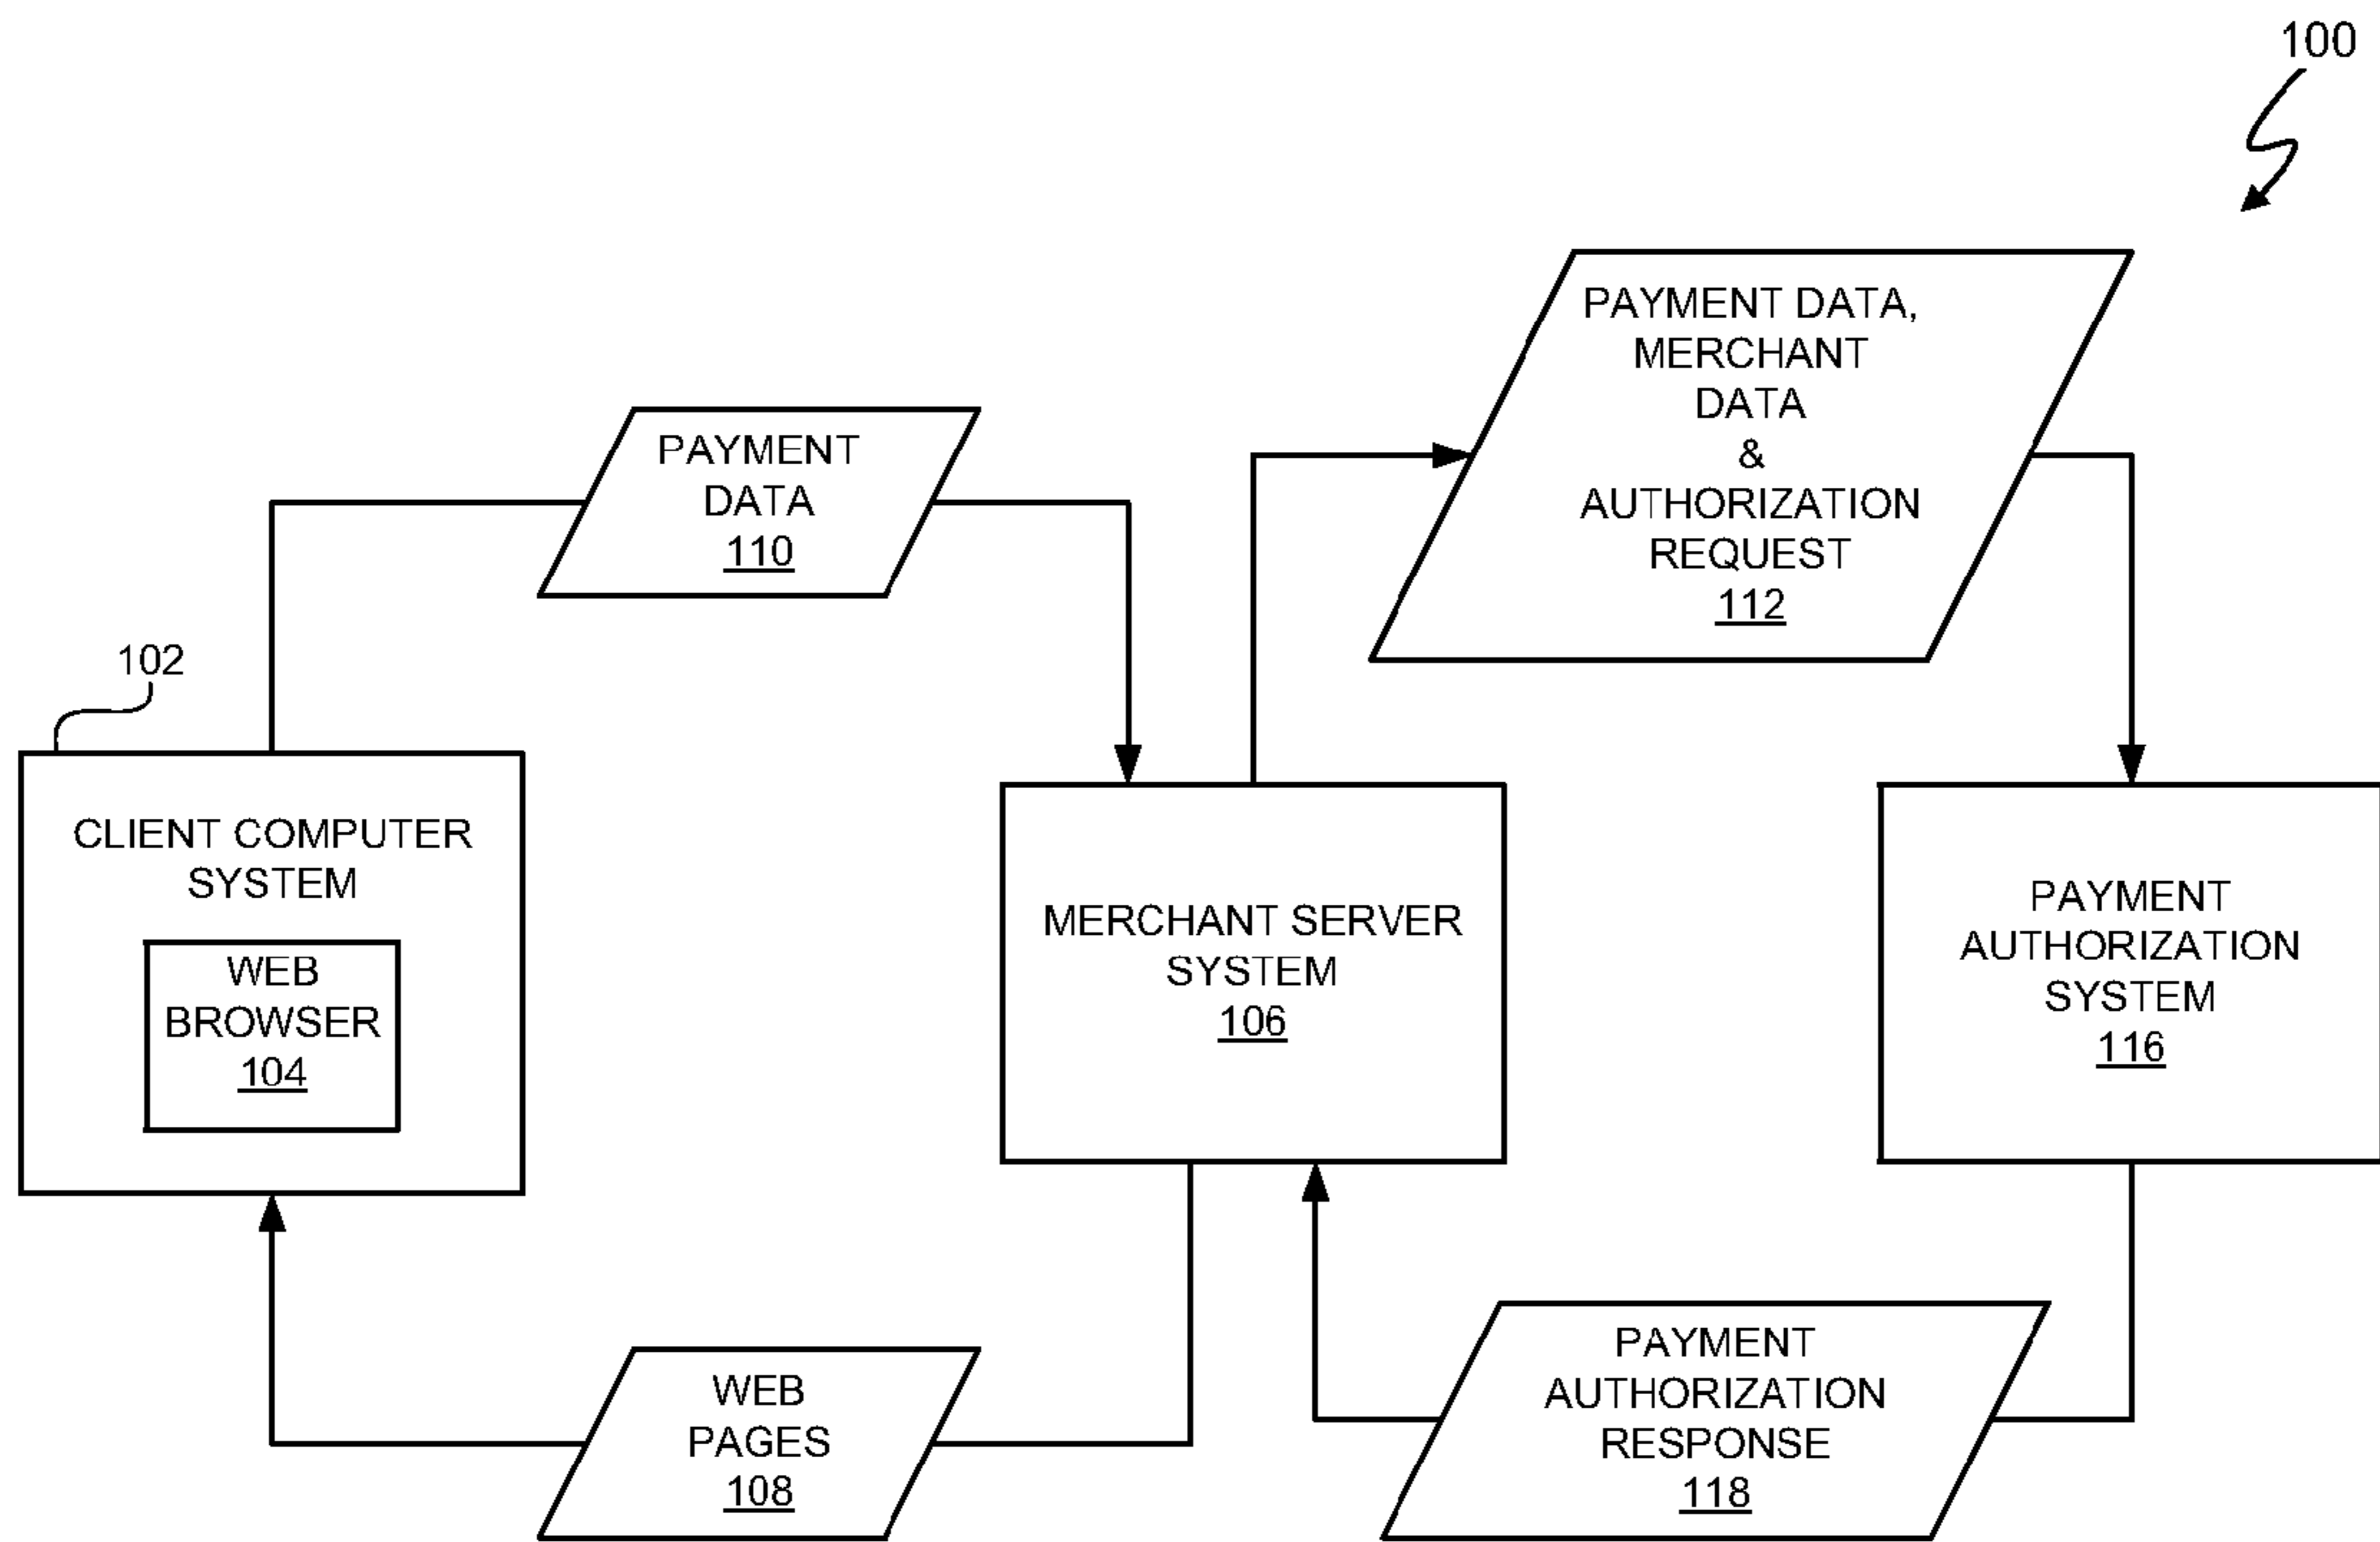 100
PAYMENT DATA,
MERCHANT
DATA
&
AUTHORIZATION
REQUEST
112
PAYMENT
DATA
110
102
CLIENT COMPUTER
SYSTEM
WEB
BROWSER
104
MERCHANT SERVER
SYSTEM
106
PAYMENT
AUTHORIZATION
SYSTEM
116
WEB
PAGES
108
PAYMENT
AUTHORIZATION
RESPONSE
118